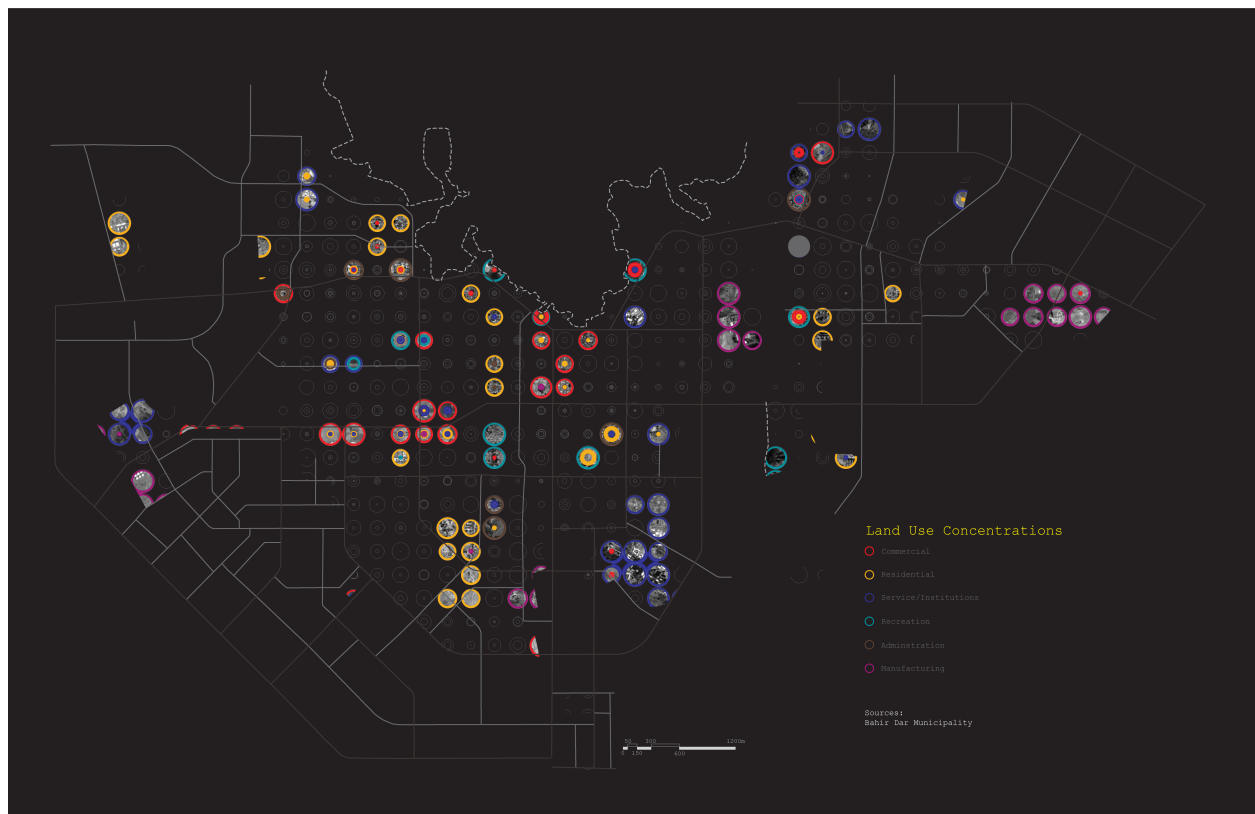 Land Use Concentrations
Commercial
Residential
Service/Institutions
Recreation
Adminstration
Manufacturing
Sources:
Bahir Dar Municipality
50 300 1200m
0 150 600